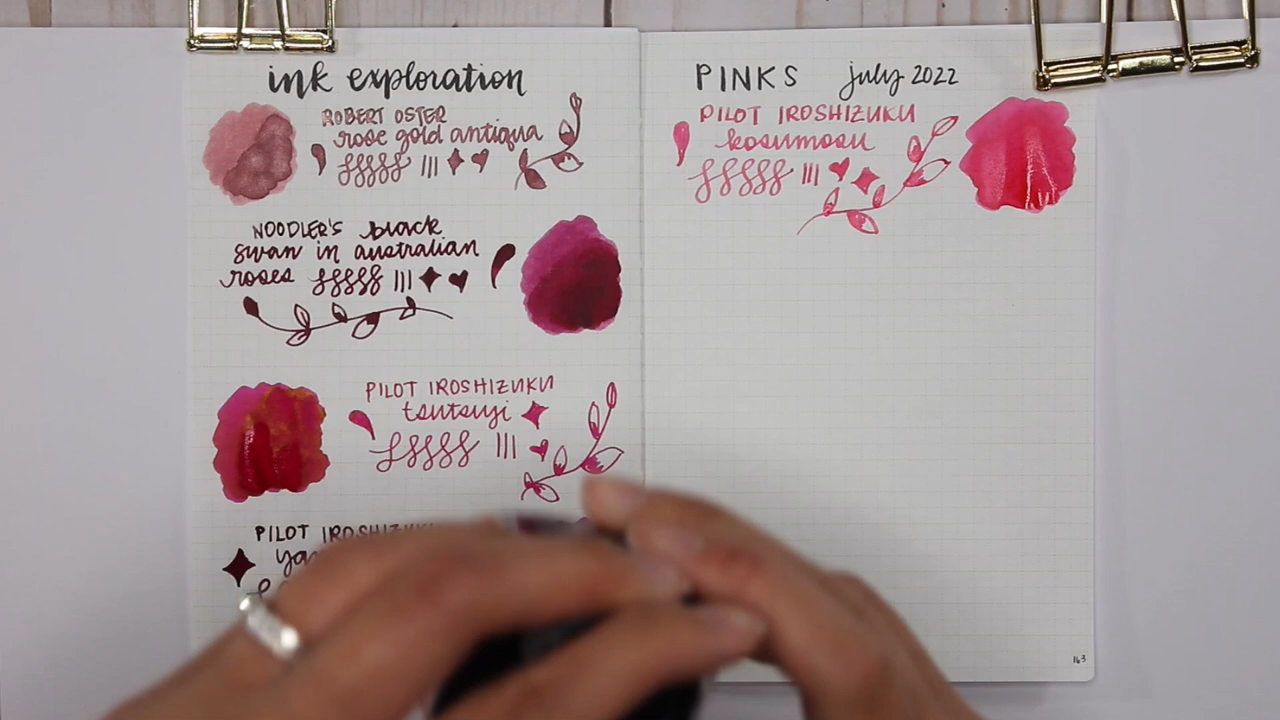 ink exploration
ROBERT OSTER
rose gold antiqua
NOODLER'S black
swan in australian
roses
PILOT IROSHIZUKU
tsutsuji
PILOT IROSHIZUKU
PINKS july 2022
PILOT IROSHIZUKU
kosumosu
163